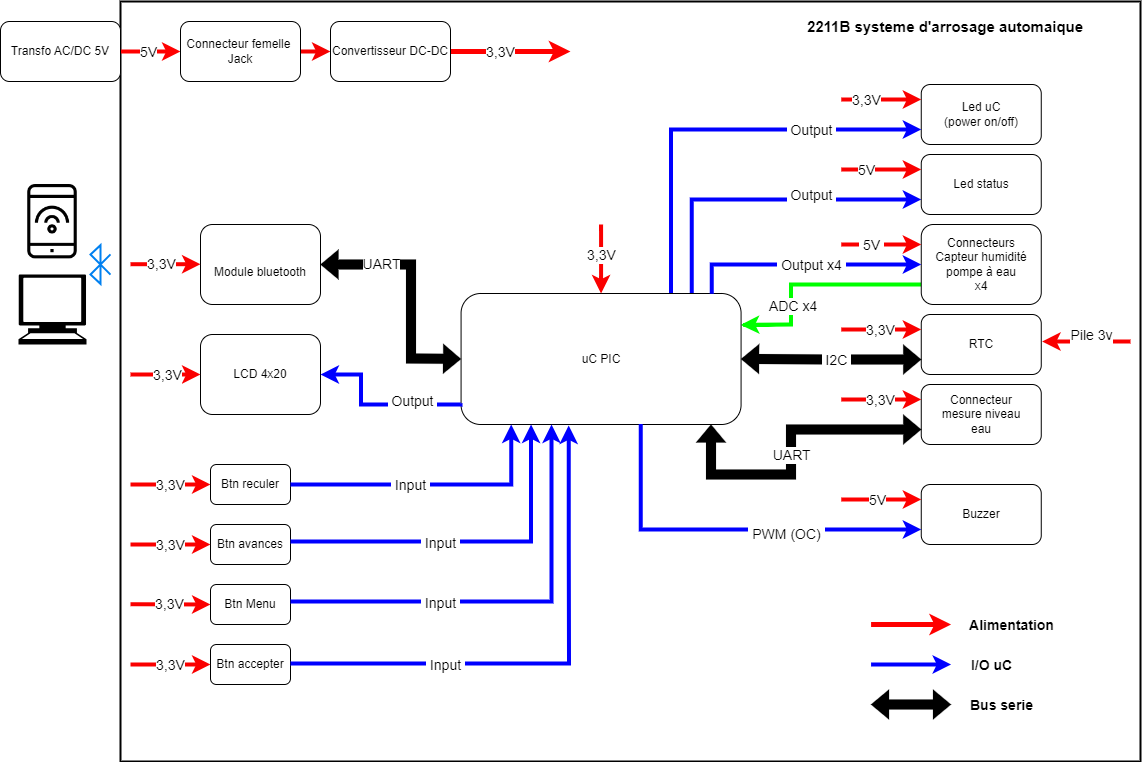 2211B systeme d'arrosage automaique
Transfo AC/DC 5V
5V
Connecteur femelle
Jack
Convertisseur DC-DC
3,3V
3,3V
Led uC
(power on/off)
Output
5V
Led status
Output
5V
Connecteurs
Capteur humidité
pompe à eau
x4
Output x4
ADC x4
3,3V
Module bluetooth
UART
3,3V
uC PIC
3,3V
RTC
Pile 3v
I2C
3,3V
LCD 4x20
Output
3,3V
Connecteur
mesure niveau
eau
UART
3,3V
Btn reculer
Input
5V
Buzzer
PWM (OC)
3,3V
Btn avances
Input
3,3V
Btn Menu
Input
3,3V
Btn accepter
Input
Alimentation
I/O uC
Bus serie